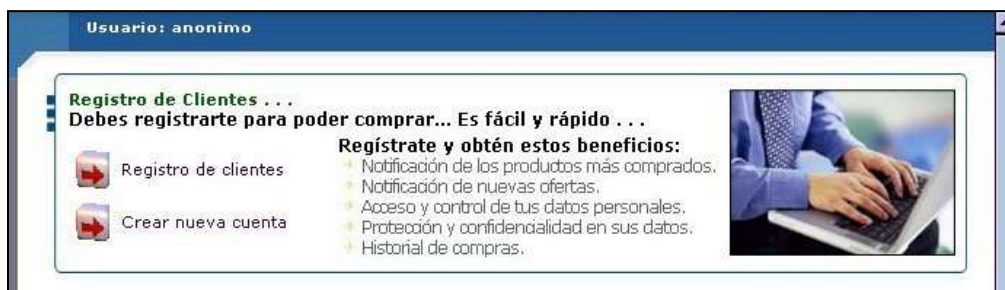 Usuario: anonimo
Registro de Clientes . . .
Debes registrarte para poder comprar... Es fácil y rápido . . .
Registro de clientes
Crear nueva cuenta
Regístrate y obtén estos beneficios:
Notificación de los productos más comprados.
Notificación de nuevas ofertas.
Acceso y control de tus datos personales.
Protección y confidencialidad en sus datos.
Historial de compras.